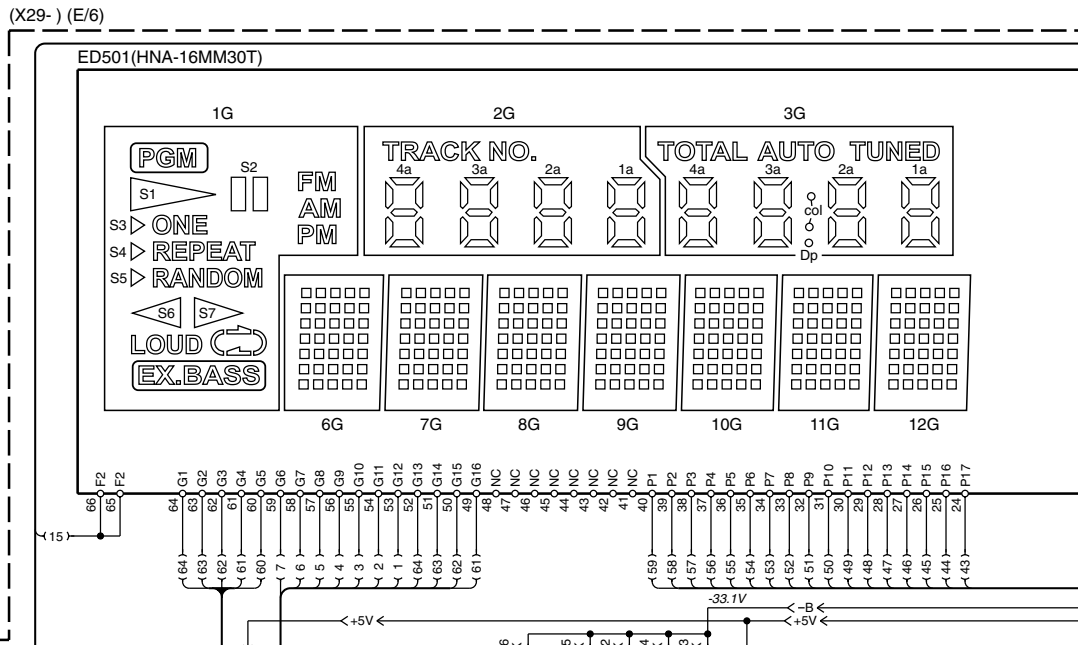 (X29- ) (E/6)
ED501(HNA-16MM30T)
1G 2G 3G
PGM
S1 S2
S3 ONE
S4 REPEAT
S5 RANDOM
S6 S7
LOUD
EX.BASS
FM
AM
PM
TRACK NO.
4a 3a 2a 1a
TOTAL AUTO TUNED
4a 3a 2a 1a
col
Dp
6G 7G 8G 9G 10G 11G 12G
F2 F2 G1 G2 G3 G4 G5 G6 G7 G8 G9 G10 G11 G12 G13 G14 G15 G16 NC NC NC NC NC NC NC NC P1 P2 P3 P4 P5 P6 P7 P8 P9 P10 P11 P12 P13 P14 P15 P16 P17
66 65 64 63 62 61 60 59 58 57 56 55 54 53 52 51 50 49 48 47 46 45 44 43 42 41 40 39 38 37 36 35 34 33 32 31 30 29 28 27 26 25 24
15
64 63 62 61 60 7 6 5 4 3 2 1 64 63 62 61 59 58 57 56 55 54 53 52 51 50 49 48 47 46 45 44 43
-33.1V
–B
+5V +5V
6 5 2 4 3